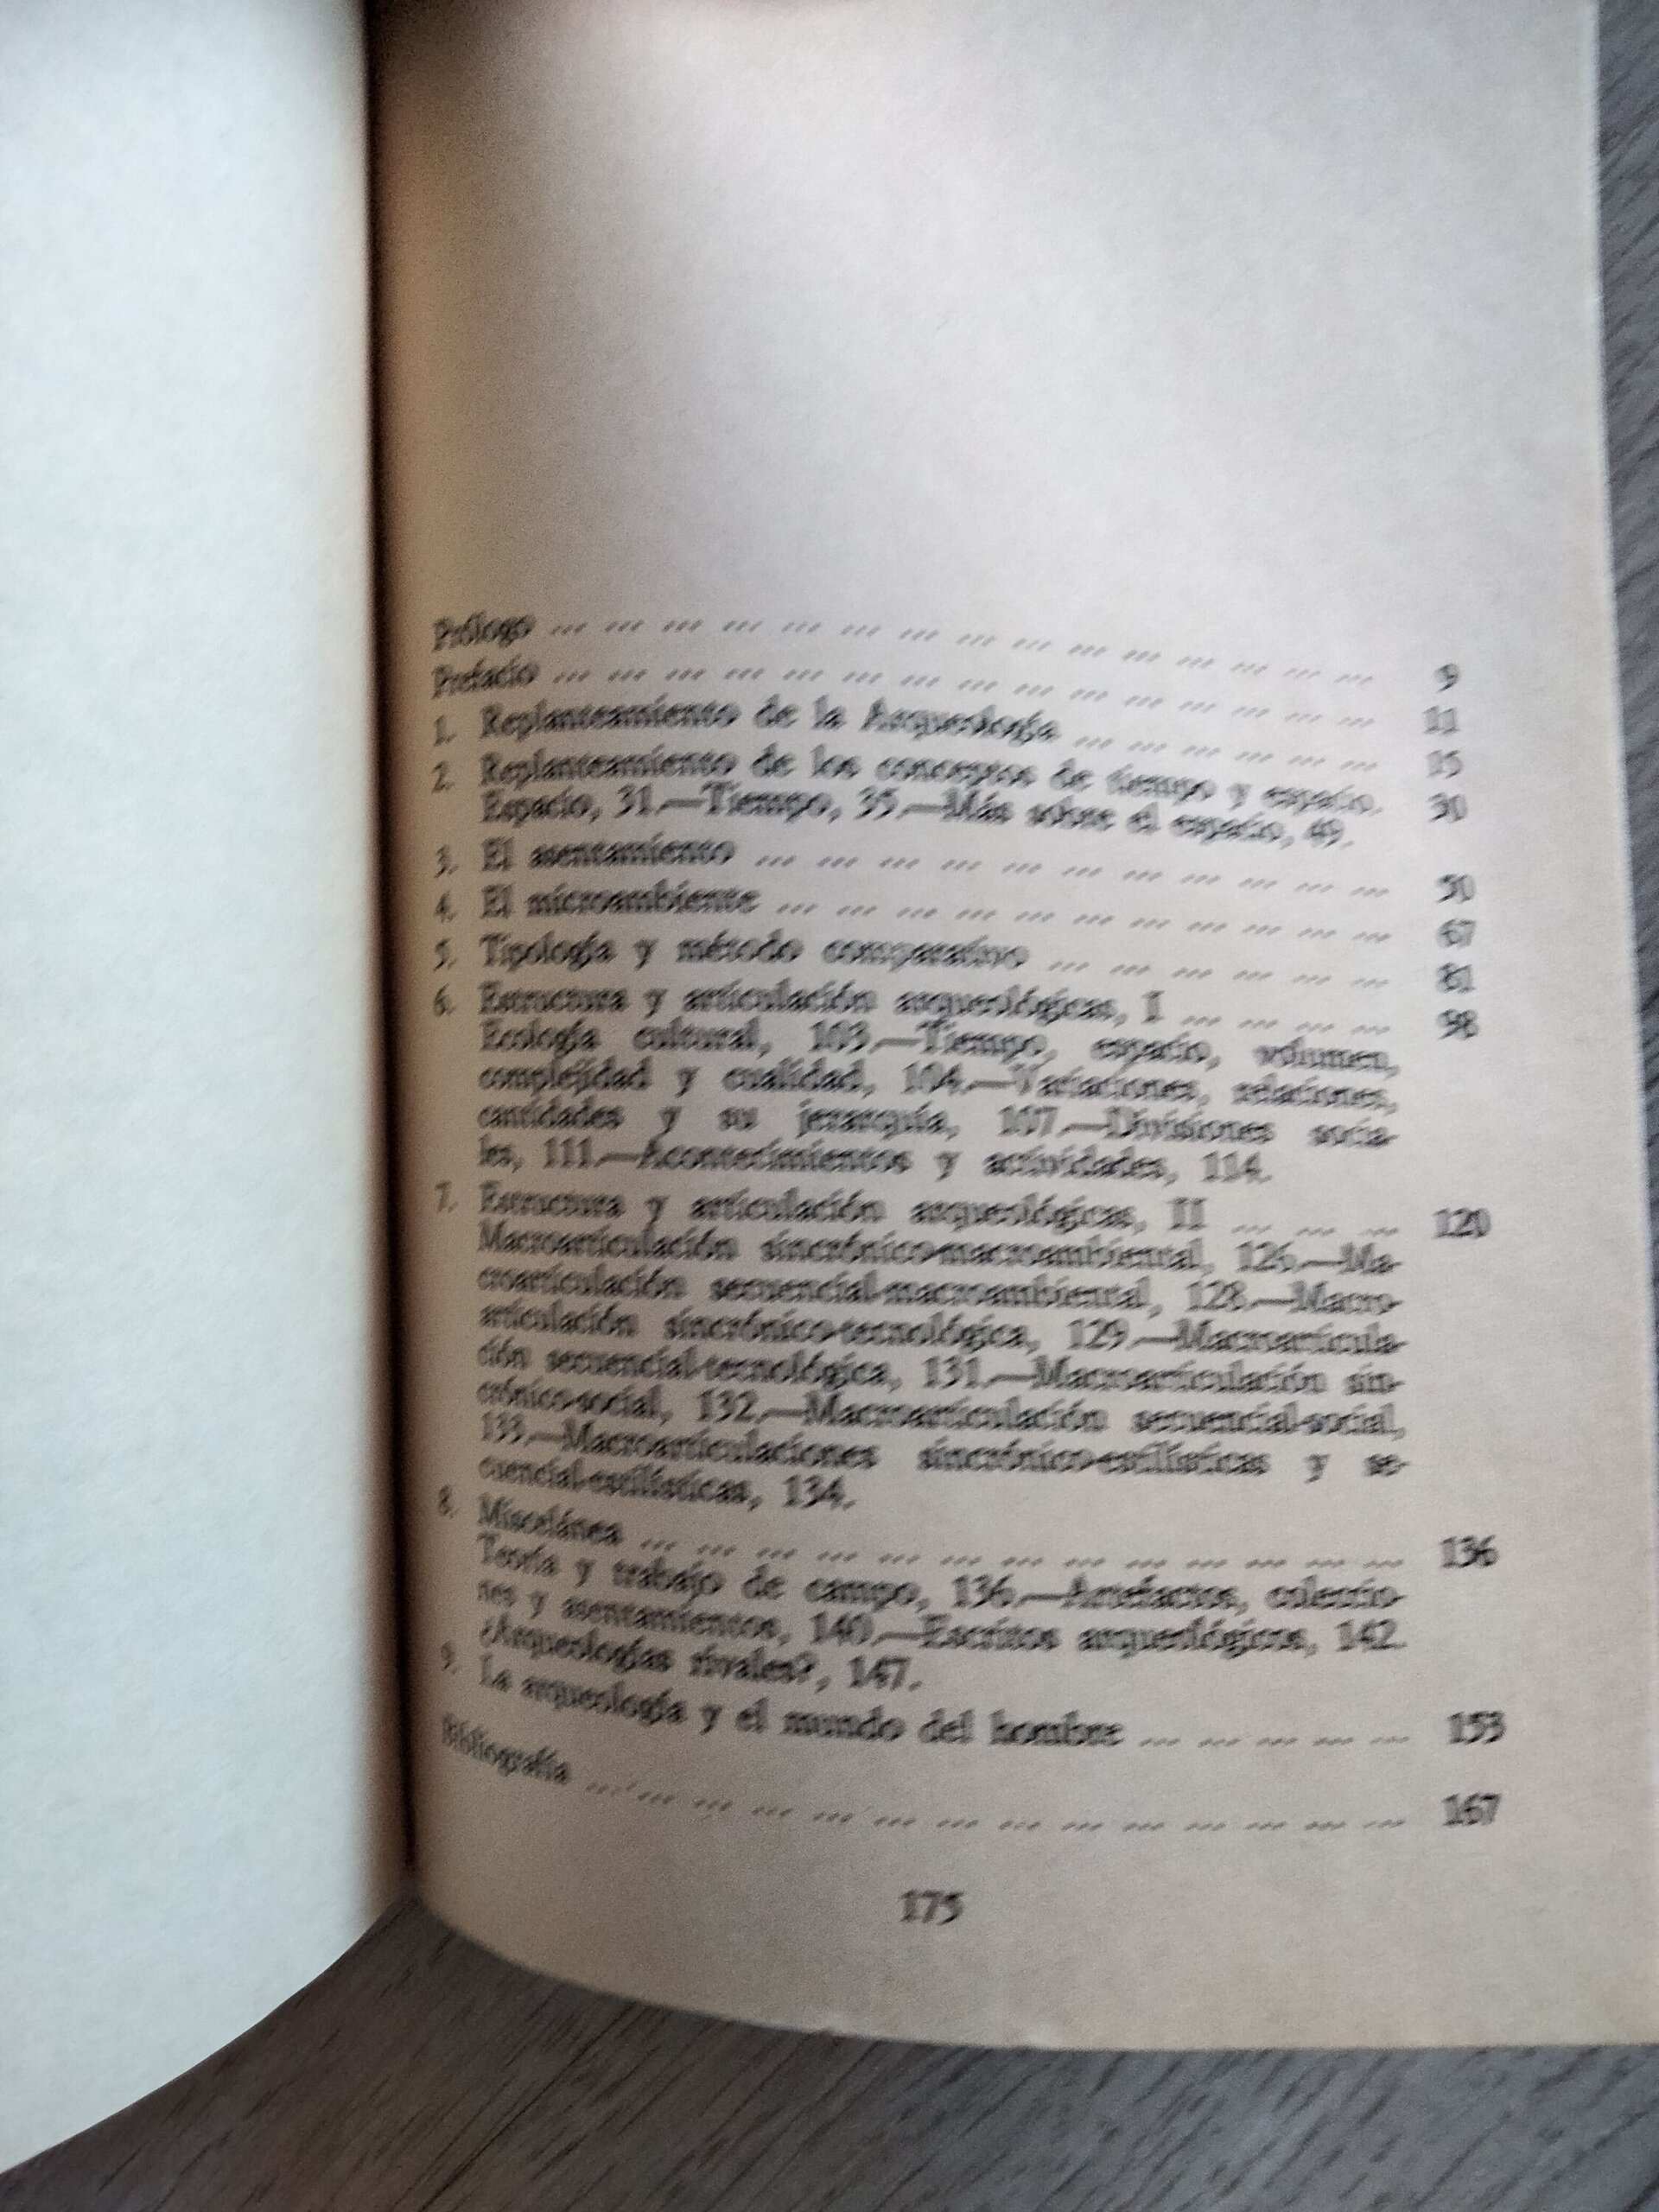 Prólogo ... ... ... ... ... ... ... ... ... ... ... ... ... ... ... 9
Prefacio ... ... ... ... ... ... ... ... ... ... ... ... ... ... ... 11
1. Replanteamiento de la Arqueología ... ... ... ... ... ... 15
2. Replanteamiento de los conceptos de tiempo y espacio. 30
Espacio, 31.—Tiempo, 35.—Más sobre el espacio, 49.
3. El asentamiento ... ... ... ... ... ... ... ... ... ... ... 50
4. El microambiente ... ... ... ... ... ... ... ... ... ... ... 67
5. Tipología y método comparativo ... ... ... ... ... ... 81
6. Estructura y articulación arqueológicas, I ... ... ... ... 98
Ecología cultural, 103.—Tiempo, espacio, volumen,
complejidad y cualidad, 104.—Variaciones, relaciones,
cantidades y su jerarquía, 107.—Divisiones socia-
les, 111.—Acontecimientos y actividades, 114.
7. Estructura y articulación arqueológicas, II ... ... ... 120
Macroarticulación sincrónico-macroambiental, 126.—Ma-
croarticulación secuencial-macroambiental, 128.—Macro-
articulación sincrónico-tecnológica, 129.—Macroarticula-
ción secuencial-tecnológica, 131.—Macroarticulación sin-
crónico-social, 132.—Macroarticulación secuencial-social,
133.—Macroarticulaciones sincrónico-estilísticas y se-
cuencial-estilísticas, 134.
8. Miscelánea ... ... ... ... ... ... ... ... ... ... ... ... ... 136
Teoría y trabajo de campo, 136.—Artefactos, coleccio-
nes y asentamientos, 140.—Escritos arqueológicos, 142.
¿Arqueologías rivales?, 147.
9. La arqueología y el mundo del hombre ... ... ... ... ... 153
Bibliografía ... ... ... ... ... ... ... ... ... ... ... ... ... ... 167
175